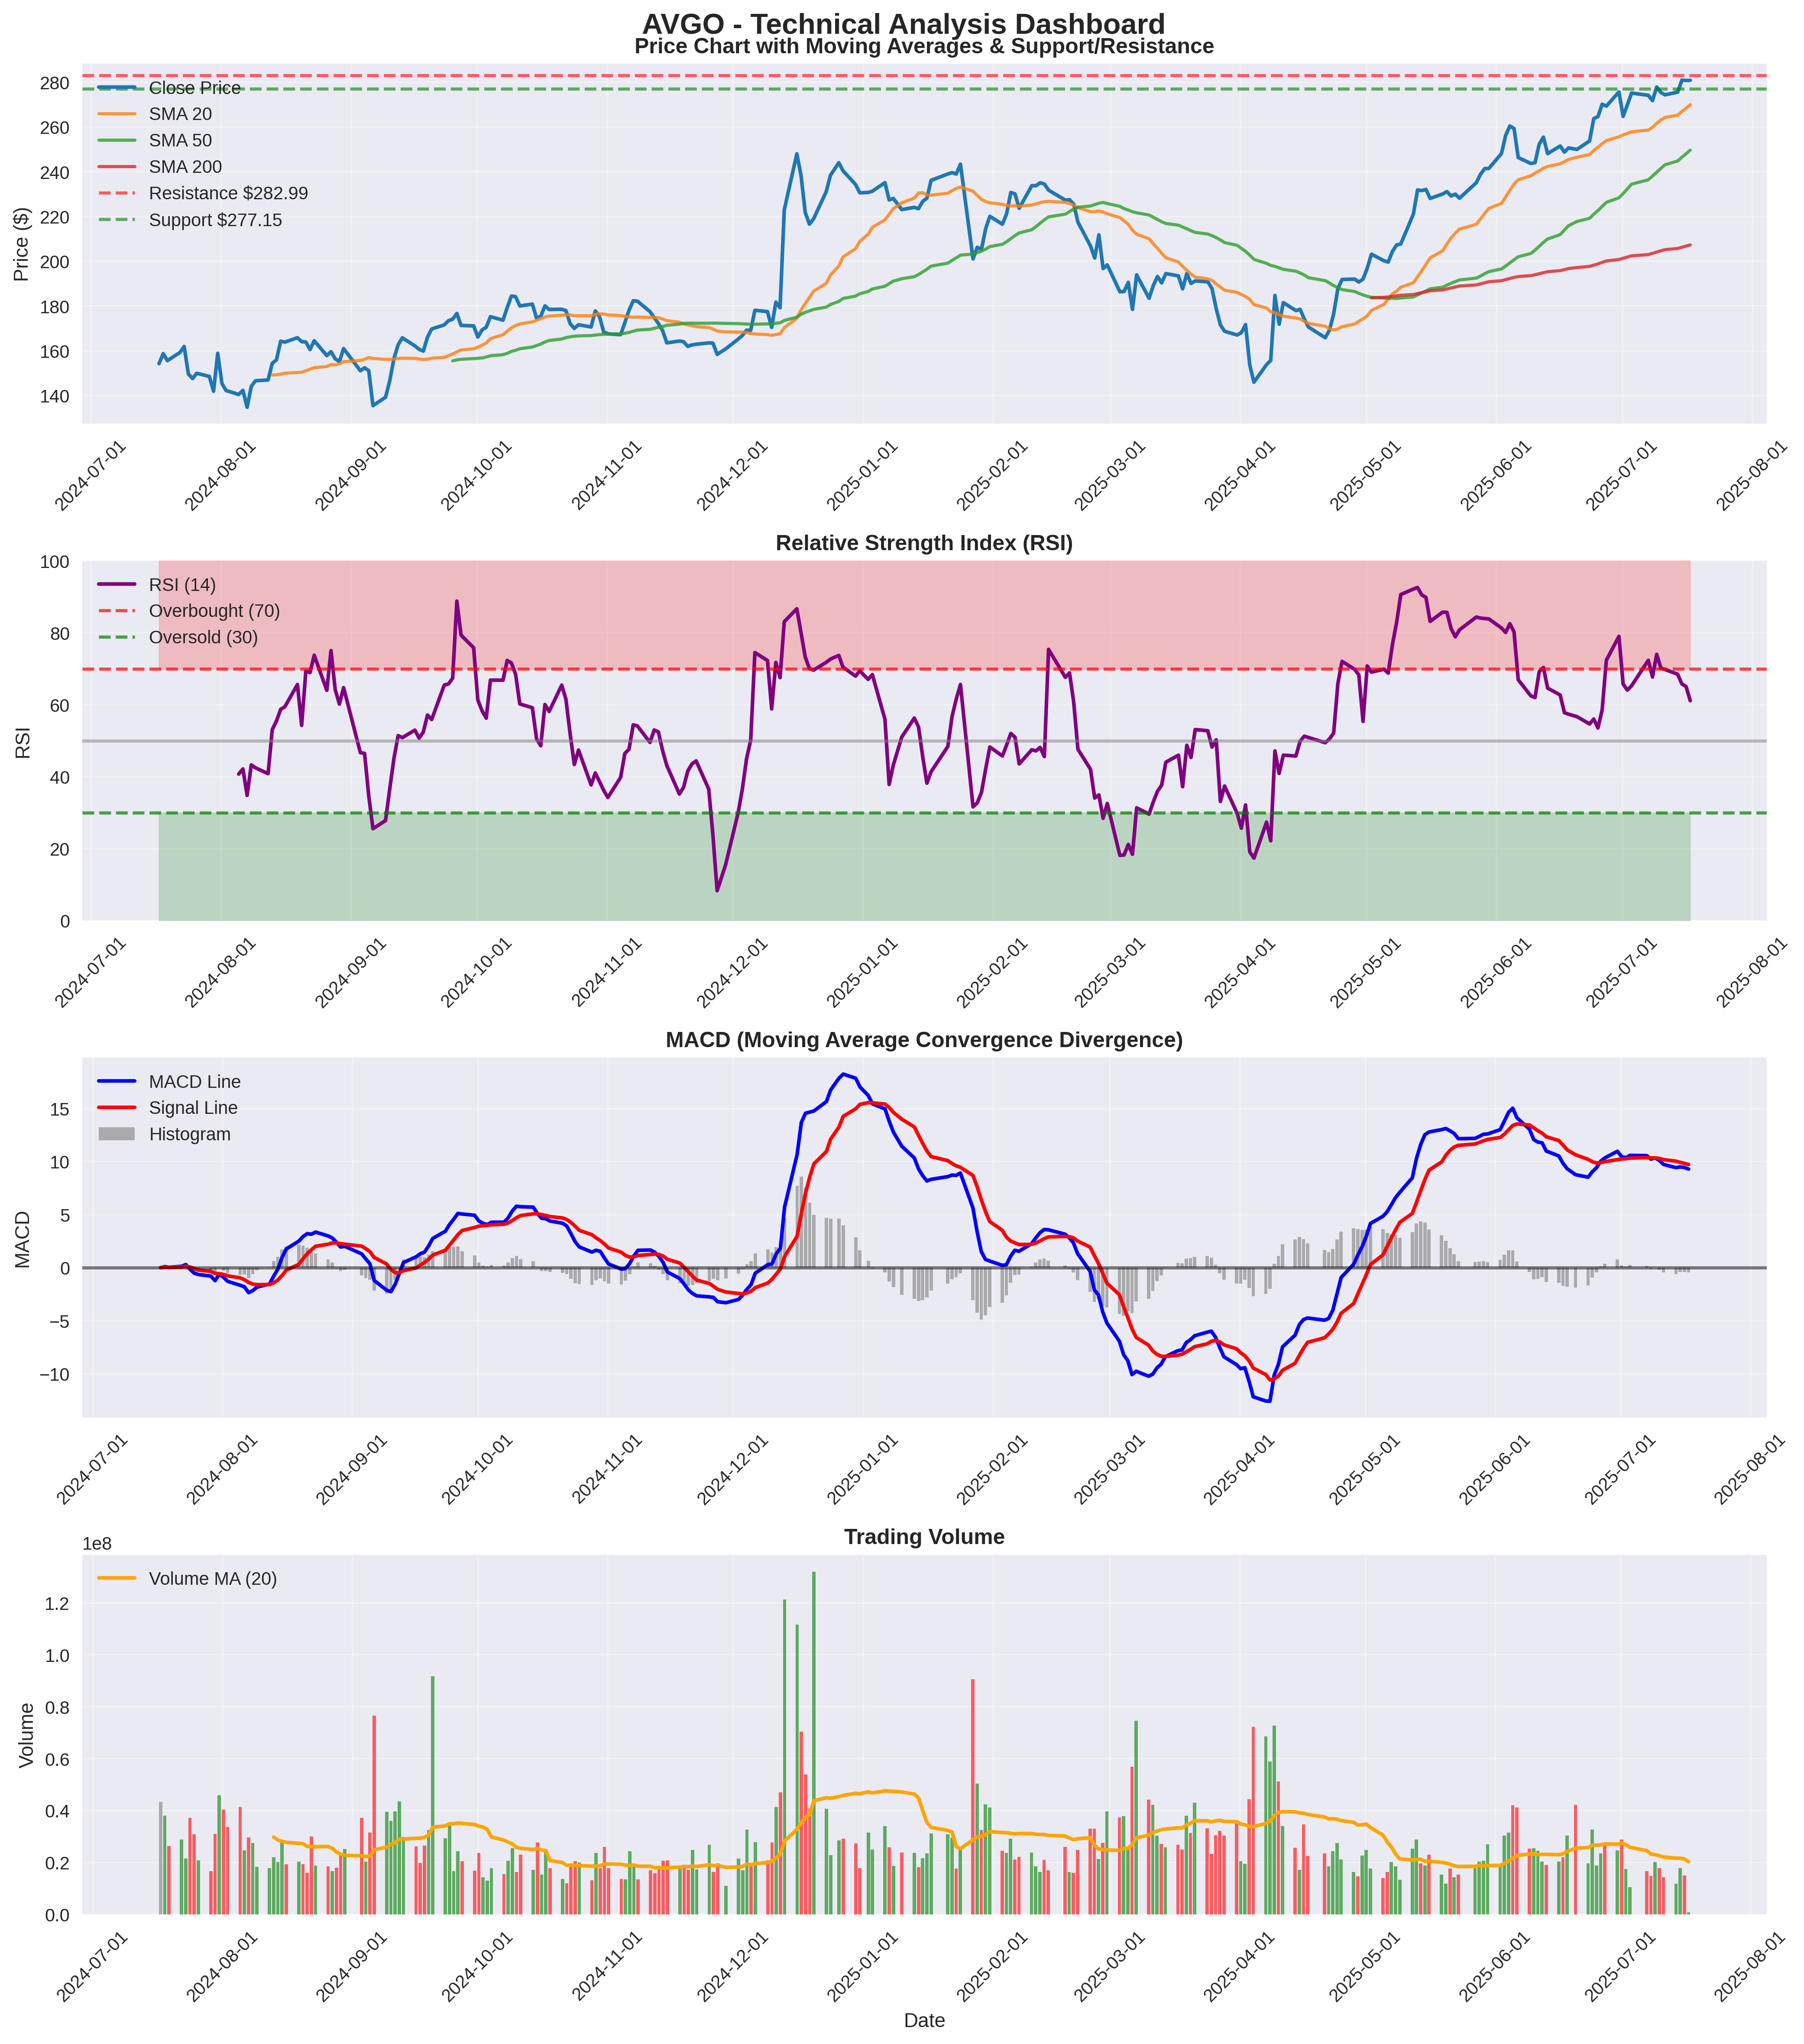 AVGO - Technical Analysis Dashboard
Price Chart with Moving Averages & Support/Resistance
Price ($)
280
260
240
220
200
180
160
140
Close Price
SMA 20
SMA 50
SMA 200
Resistance $282.99
Support $277.15
2024-07-01 2024-08-01 2024-09-01 2024-10-01 2024-11-01 2024-12-01 2025-01-01 2025-02-01 2025-03-01 2025-04-01 2025-05-01 2025-06-01 2025-07-01 2025-08-01
Relative Strength Index (RSI)
RSI
100
80
60
40
20
0
RSI (14)
Overbought (70)
Oversold (30)
2024-07-01 2024-08-01 2024-09-01 2024-10-01 2024-11-01 2024-12-01 2025-01-01 2025-02-01 2025-03-01 2025-04-01 2025-05-01 2025-06-01 2025-07-01 2025-08-01
MACD (Moving Average Convergence Divergence)
MACD
15
10
5
0
−5
−10
MACD Line
Signal Line
Histogram
2024-07-01 2024-08-01 2024-09-01 2024-10-01 2024-11-01 2024-12-01 2025-01-01 2025-02-01 2025-03-01 2025-04-01 2025-05-01 2025-06-01 2025-07-01 2025-08-01
Trading Volume
1e8
Volume
1.2
1.0
0.8
0.6
0.4
0.2
0.0
Volume MA (20)
2024-07-01 2024-08-01 2024-09-01 2024-10-01 2024-11-01 2024-12-01 2025-01-01 2025-02-01 2025-03-01 2025-04-01 2025-05-01 2025-06-01 2025-07-01 2025-08-01
Date